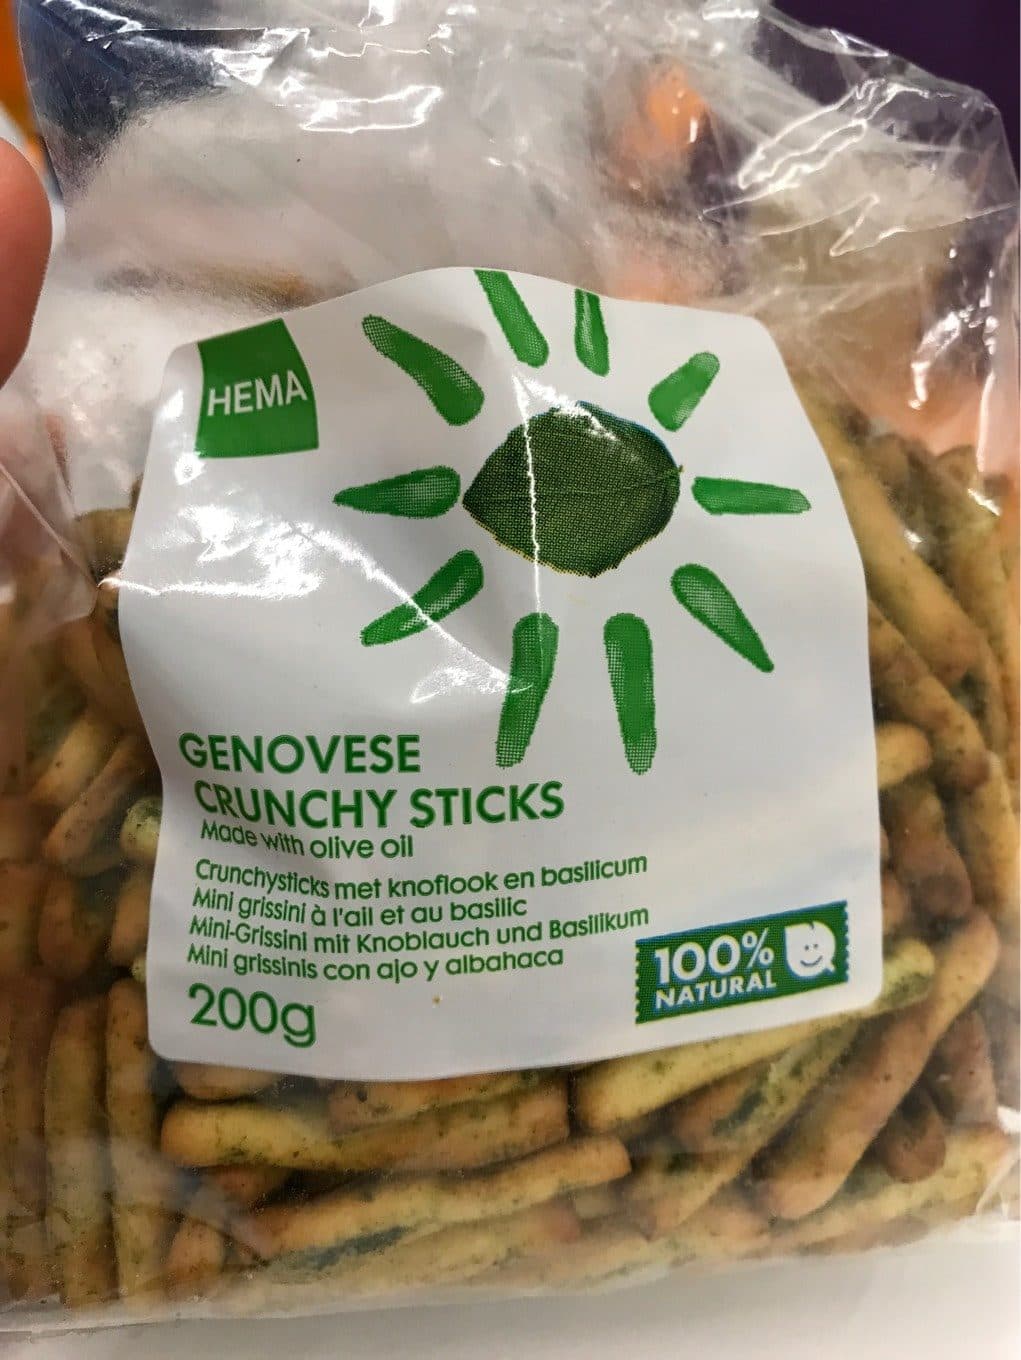 HEMA
GENOVESE
CRUNCHY STICKS
Made with olive oil
Crunchysticks met knoflook en basilicum
Mini grissini à l'ail et au basilic
Mini-Grissini mit Knoblauch und Basilikum
Mini grissinis con ajo y albahaca
200g
100%
NATURAL